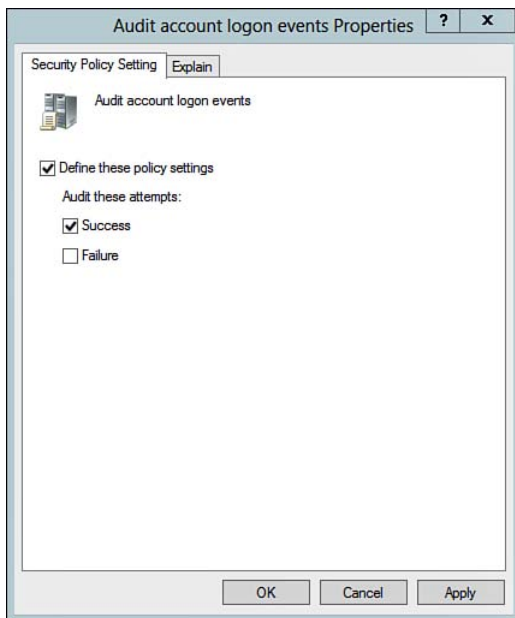 Audit account logon events Properties ? x
Security Policy Setting Explain
Audit account logon events
Define these policy settings
Audit these attempts:
Success
Failure
OK Cancel Apply